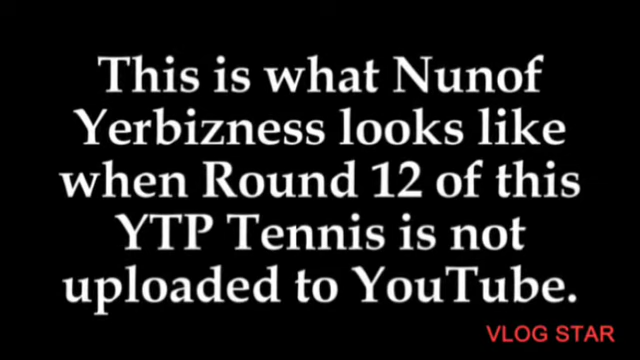 This is what Nunof
Yerbizness looks like
when Round 12 of this
YTP Tennis is not
uploaded to YouTube.
VLOG STAR